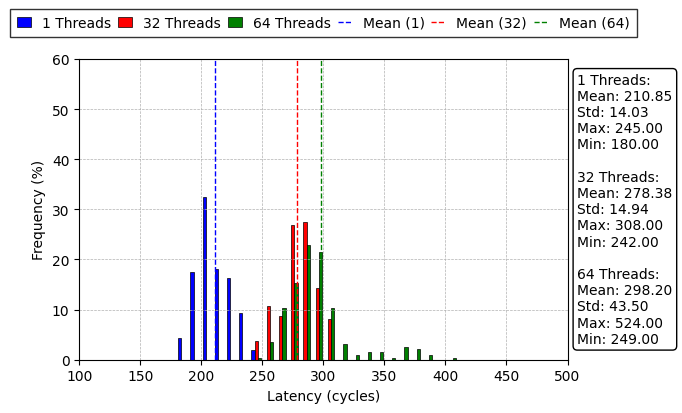 1 Threads 32 Threads 64 Threads Mean (1) Mean (32) Mean (64)
60
50
40
30
20
10
0
Frequency (%)
100 150 200 250 300 350 400 450 500
Latency (cycles)
1 Threads:
Mean: 210.85
Std: 14.03
Max: 245.00
Min: 180.00
32 Threads:
Mean: 278.38
Std: 14.94
Max: 308.00
Min: 242.00
64 Threads:
Mean: 298.20
Std: 43.50
Max: 524.00
Min: 249.00